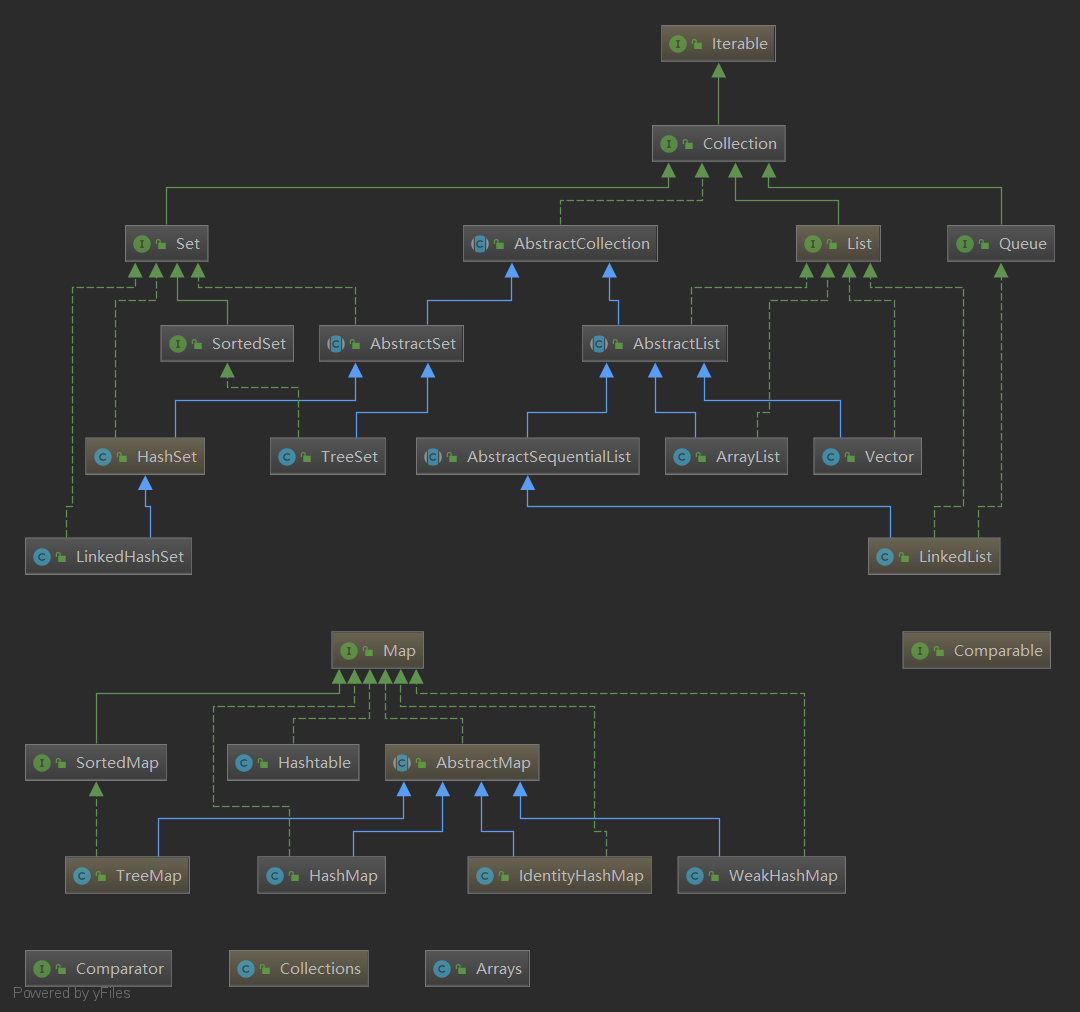 Iterable
Collection
Set
AbstractCollection
List
Queue
SortedSet
AbstractSet
AbstractList
HashSet
TreeSet
AbstractSequentialList
ArrayList
Vector
LinkedHashSet
LinkedList
Map
Comparable
SortedMap
Hashtable
AbstractMap
TreeMap
HashMap
IdentityHashMap
WeakHashMap
Comparator
Collections
Arrays
Powered by yFiles